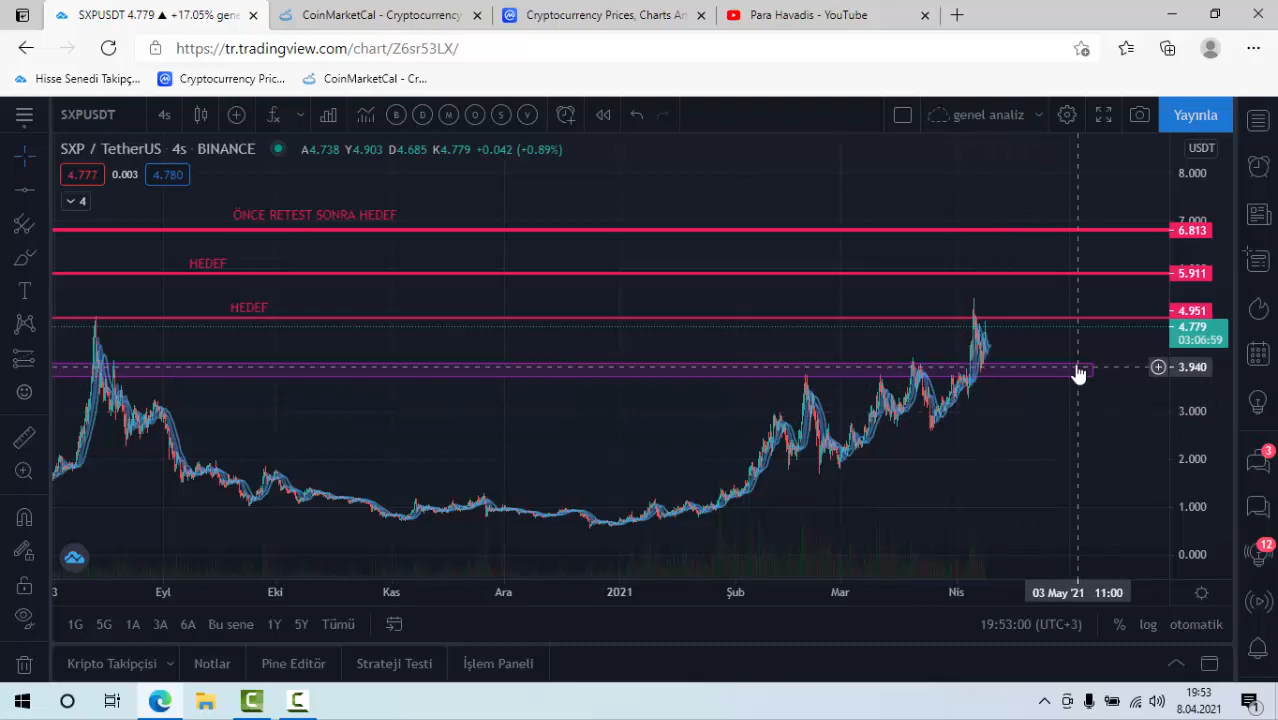 SXPUSDT 4.779 ▲ +17.05% gene
CoinMarketCal - Cryptocurrency
Cryptocurrency Prices, Charts An
Para Havadis - YouTube
https://tr.tradingview.com/chart/Z6sr53LX/
Hisse Senedi Takipç...
Cryptocurrency Pric...
CoinMarketCal - Cr...
SXPUSDT
4s
B D M O S V
genel analiz
Yayınla
SXP / TetherUS · 4s · BINANCE
A4.738 Y4.903 D4.685 K4.779 +0.042 (+0.89%)
USDT
4.777 0.003 4.780
8.000
4
ÖNCE RETEST SONRA HEDEF
7.000
6.813
HEDEF
5.911
HEDEF
4.951
4.779
03:06:59
3.940
3.000
2.000
1.000
0.000
3 Eyl Eki Kas Ara 2021 Şub Mar Nis 03 May '21 11:00
1G 5G 1A 3A 6A Bu sene 1Y 5Y Tümü
19:53:00 (UTC+3)
% log otomatik
Kripto Takipçisi Notlar Pine Editör Strateji Testi İşlem Paneli
3
12
19:53
8.04.2021
1